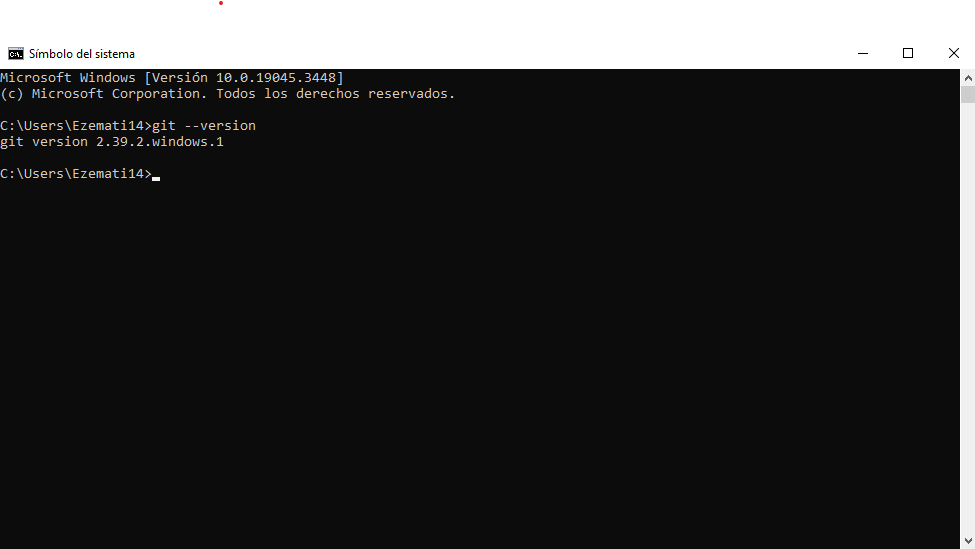 Símbolo del sistema
Microsoft Windows [Versión 10.0.19045.3448]
(c) Microsoft Corporation. Todos los derechos reservados.
C:\Users\Ezemati14>git --version
git version 2.39.2.windows.1
C:\Users\Ezemati14>